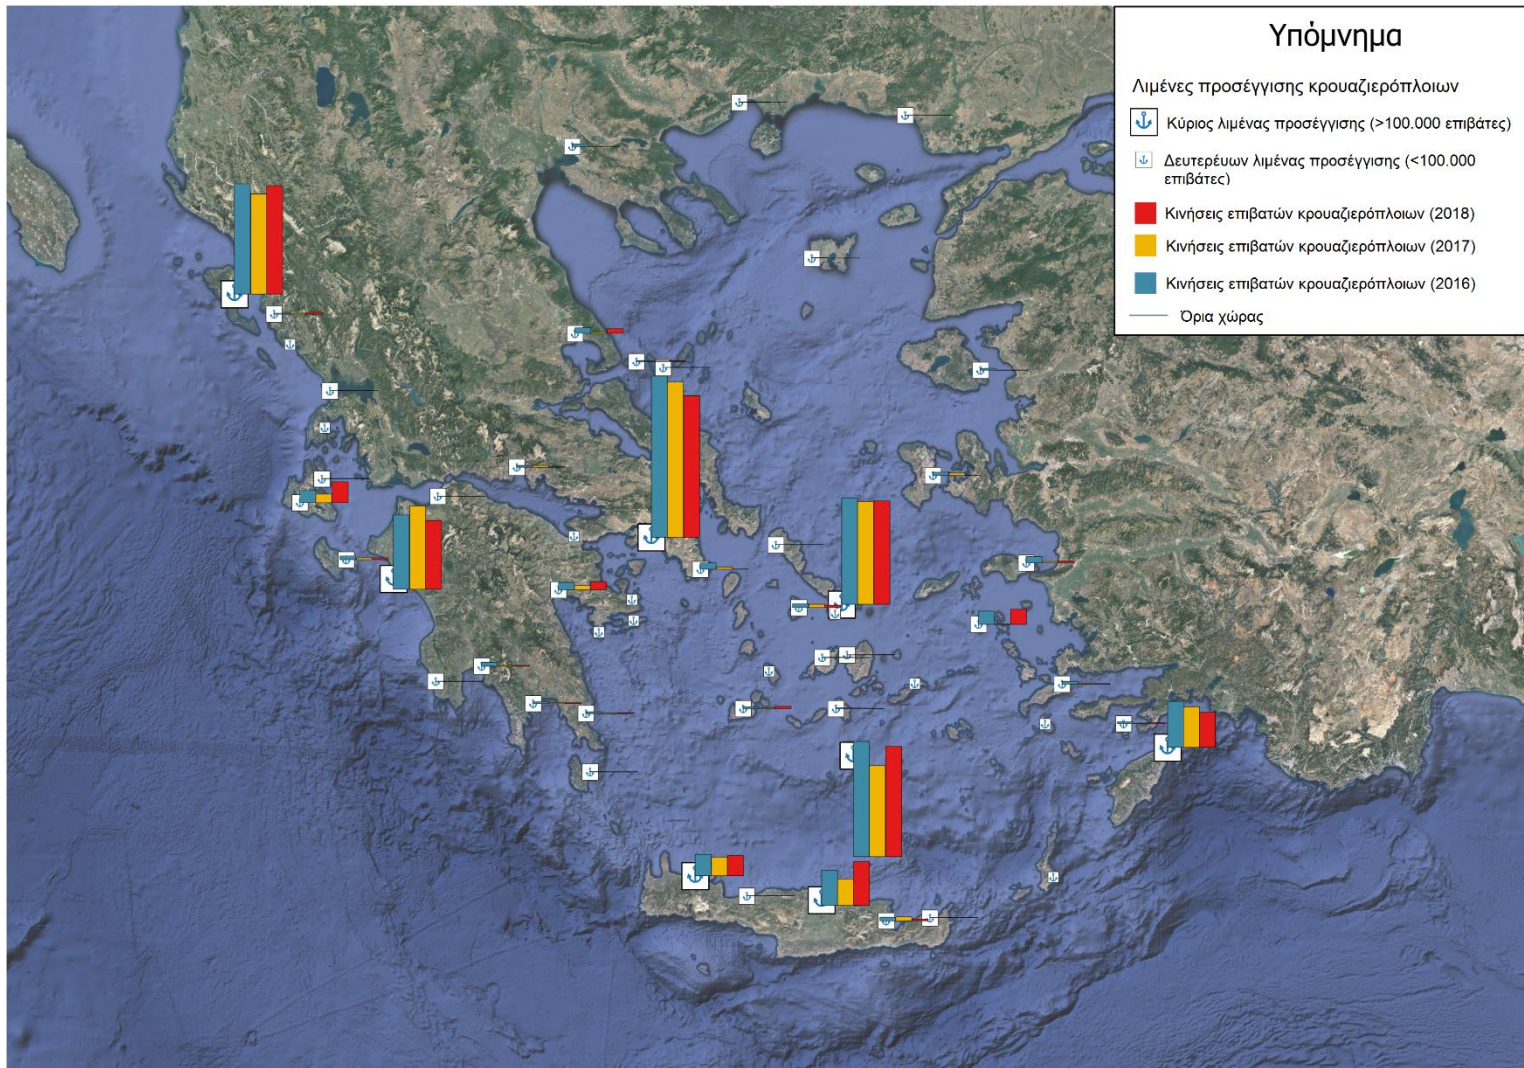 Υπόμνημα
Λιμένες προσέγγισης κρουαζιερόπλοιων
Κύριος λιμένας προσέγγισης (>100.000 επιβάτες)
Δευτερέυων λιμένας προσέγγισης (<100.000
επιβάτες)
Κινήσεις επιβατών κρουαζιερόπλοιων (2018)
Κινήσεις επιβατών κρουαζιερόπλοιων (2017)
Κινήσεις επιβατών κρουαζιερόπλοιων (2016)
Όρια χώρας